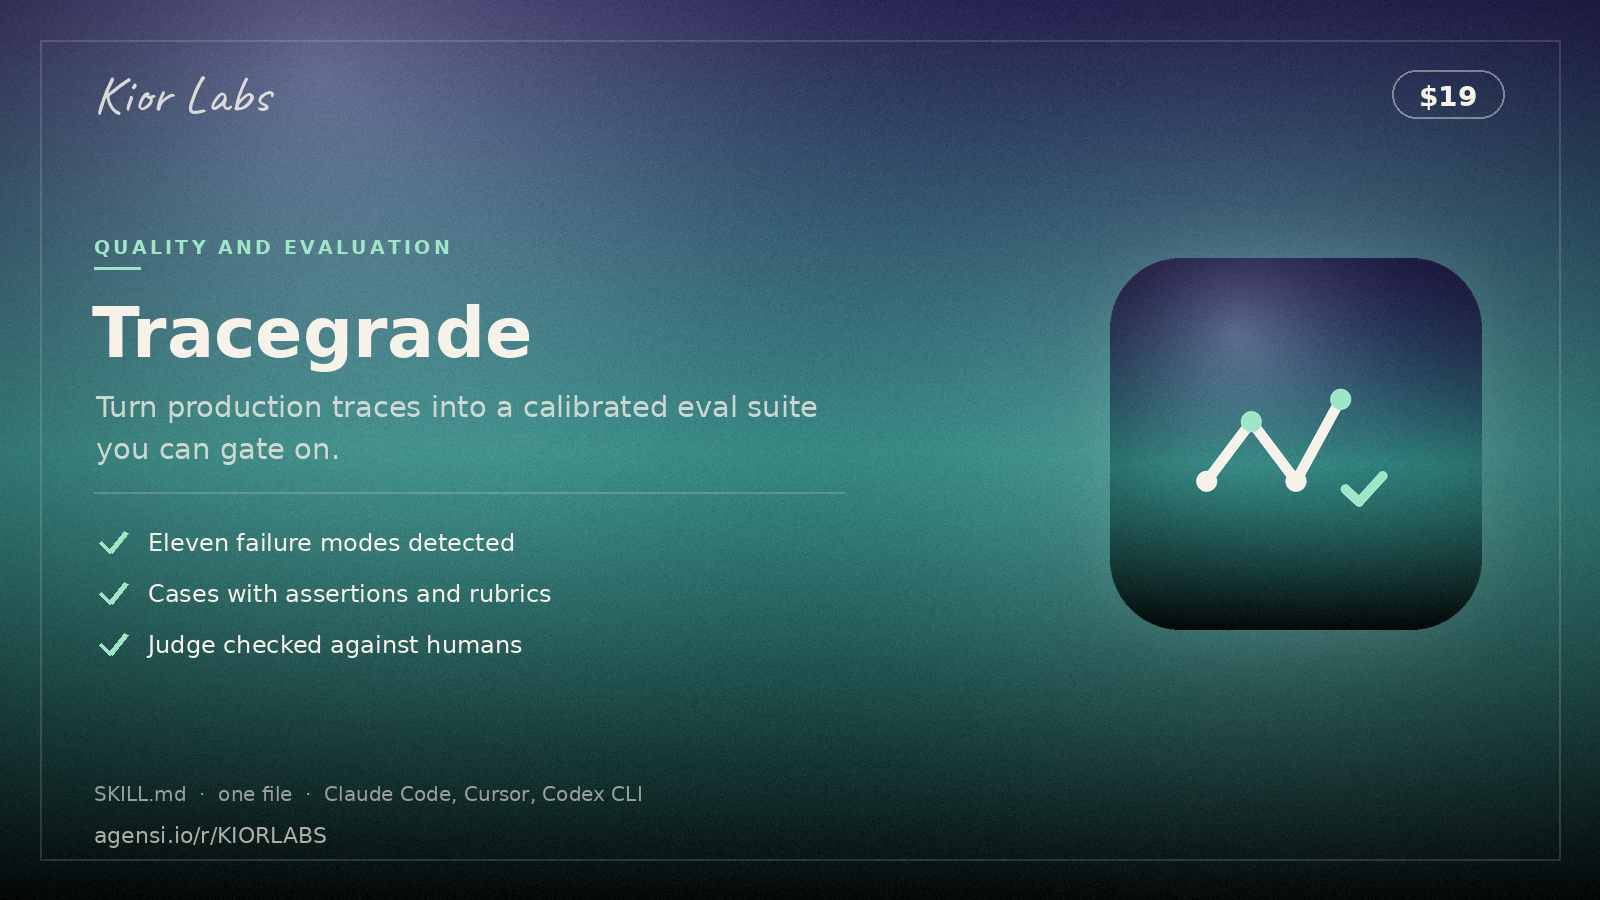 Kior Labs
$19
QUALITY AND EVALUATION
Tracegrade
Turn production traces into a calibrated eval suite
you can gate on.
Eleven failure modes detected
Cases with assertions and rubrics
Judge checked against humans
SKILL.md · one file · Claude Code, Cursor, Codex CLI
agensi.io/r/KIORLABS